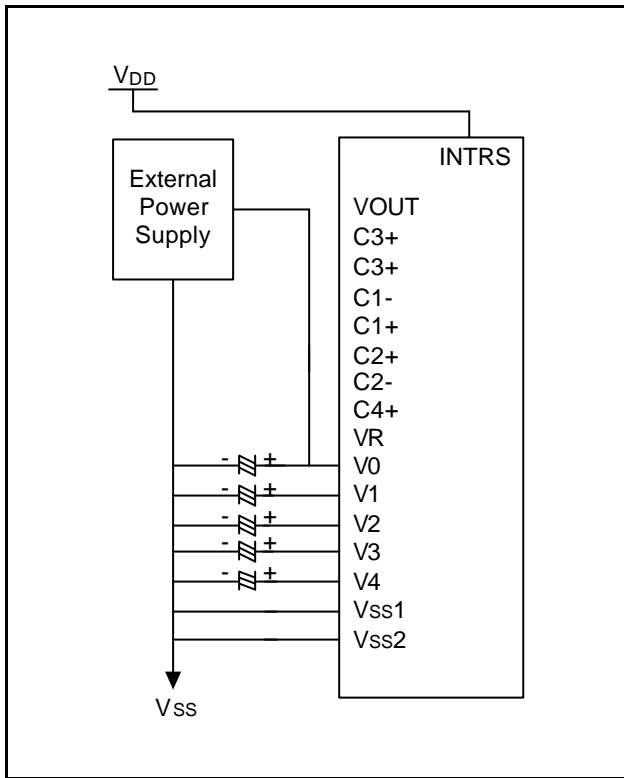 VDD
INTRS
External
Power
Supply
VOUT
C3+
C3+
C1-
C1+
C2+
C2-
C4+
VR
- + V0
- + V1
- + V2
- + V3
- + V4
Vss1
Vss2
Vss